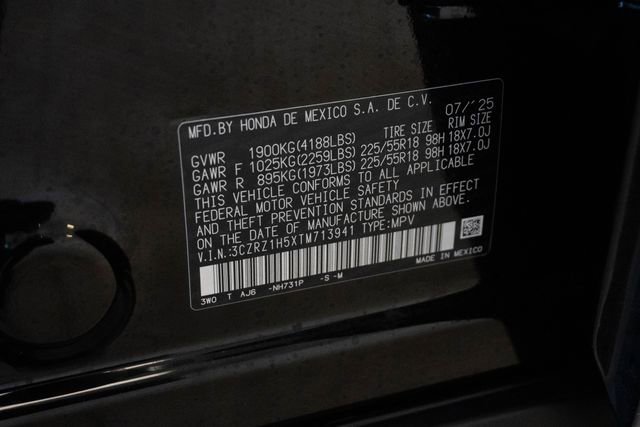 MFD.BY HONDA DE MEXICO S.A. DE C.V. 07/'25
TIRE SIZE RIM SIZE
GVWR 1900KG(4188LBS)
GAWR F 1025KG(2259LBS) 225/55R18 98H 18X7.0J
GAWR R 895KG(1973LBS) 225/55R18 98H 18X7.0J
THIS VEHICLE CONFORMS TO ALL APPLICABLE
FEDERAL MOTOR VEHICLE SAFETY
AND THEFT PREVENTION STANDARDS IN EFFECT
ON THE DATE OF MANUFACTURE SHOWN ABOVE.
V.I.N.:3CZRZ1H5XTM713941 TYPE:MPV
MADE IN MEXICO
3W0 T AJ6 -NH731P -S -M